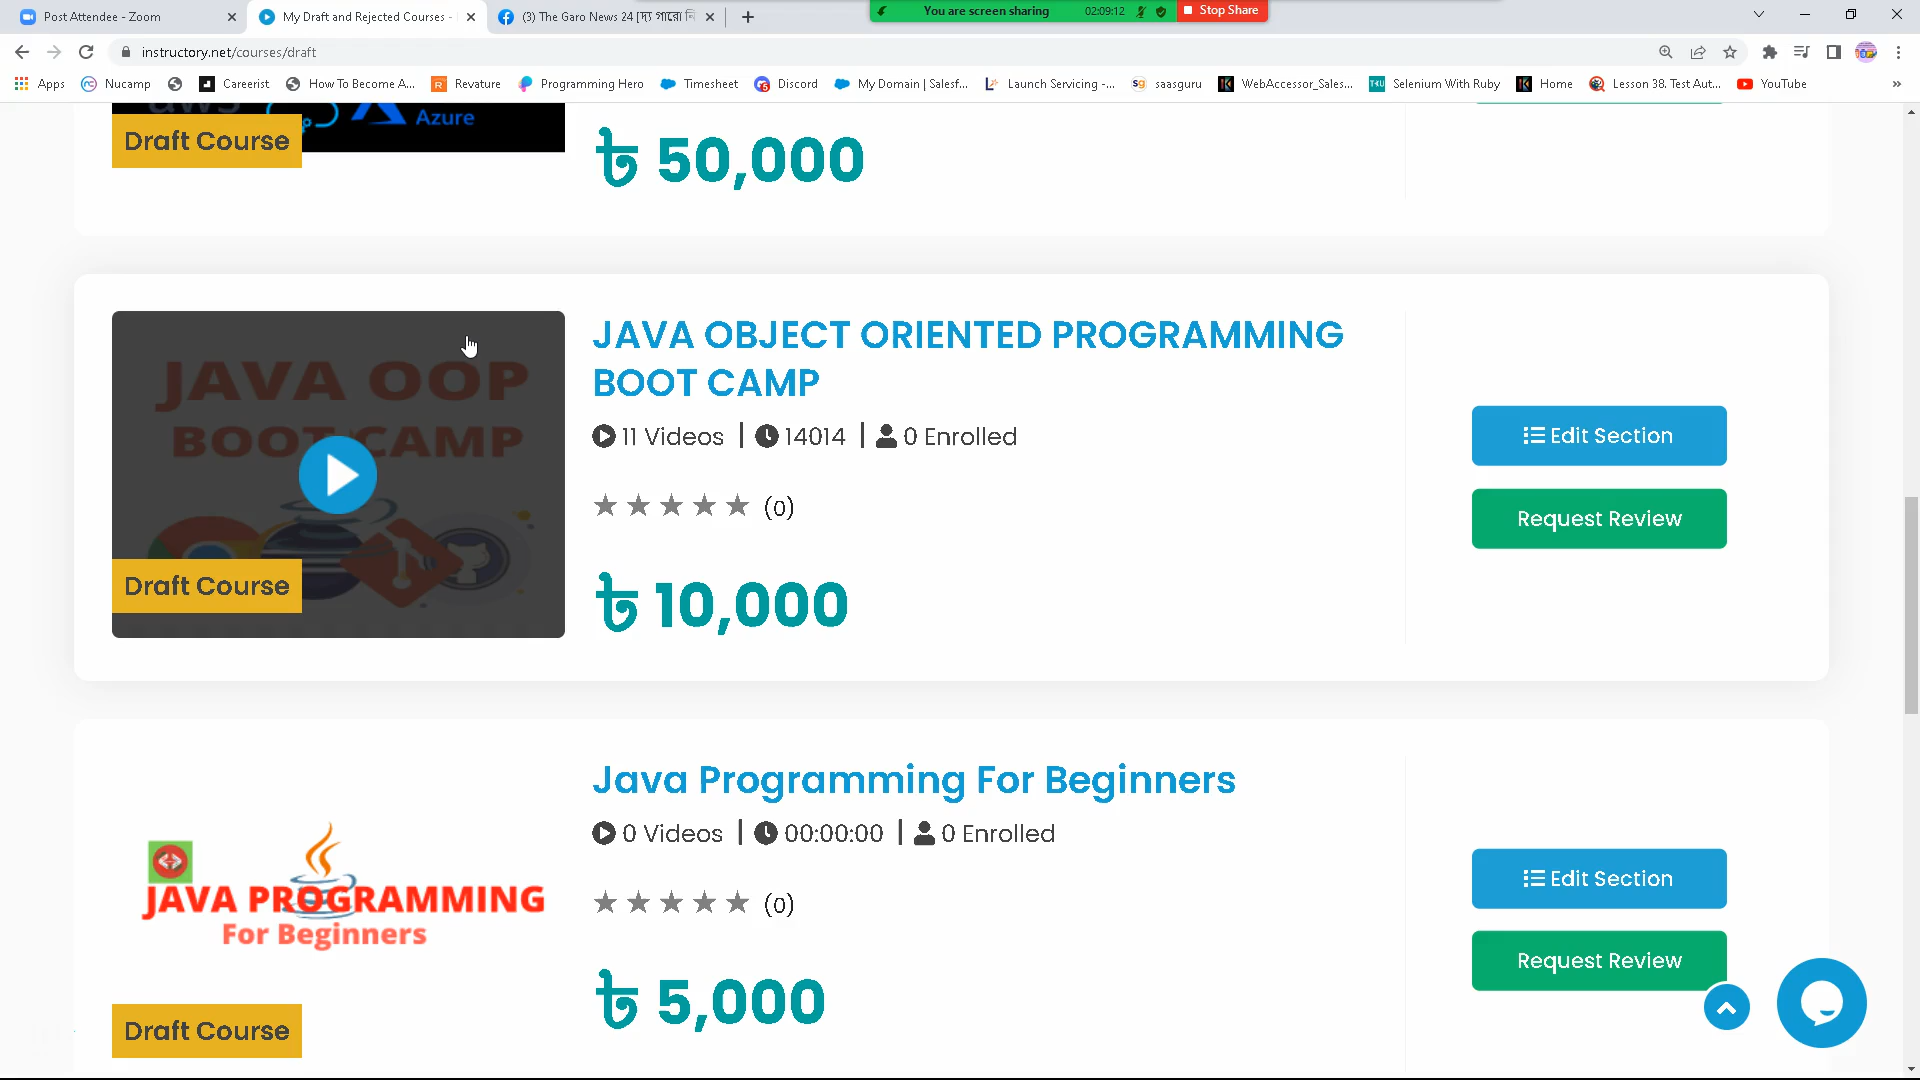 Post Attendee - Zoom
My Draft and Rejected Courses -
(3) The Garo News 24 [দ্য গারো নি
You are screen sharing
02:09:12
Stop Share
instructory.net/courses/draft
Apps
Nucamp
Careerist
How To Become A...
Revature
Programming Hero
Timesheet
Discord
My Domain | Salesf...
Launch Servicing -...
saasguru
WebAccessor_Sales...
Selenium With Ruby
Home
Lesson 38. Test Aut...
YouTube
aws
Azure
Draft Course
৳ 50,000
JAVA OOP
BOOT CAMP
Draft Course
JAVA OBJECT ORIENTED PROGRAMMING
BOOT CAMP
11 Videos | 14014 | 0 Enrolled
(0)
৳ 10,000
Edit Section
Request Review
JAVA PROGRAMMING
For Beginners
Draft Course
Java Programming For Beginners
0 Videos | 00:00:00 | 0 Enrolled
(0)
৳ 5,000
Edit Section
Request Review